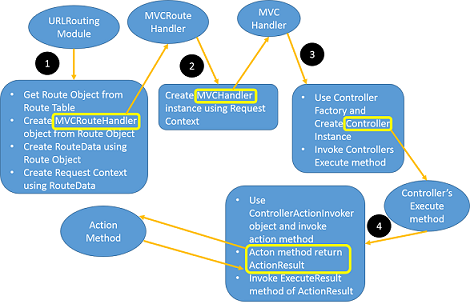 URLRouting
Module
MVCRoute
Handler
MVC
Handler
1
2
3
• Get Route Object from
Route Table
• Create MVCRouteHandler
object from Route Object
• Create RouteData using
Route Object
• Create Request Context
using RouteData
Create MVCHandler
instance using Request
Context
• Use Controller
Factory and
Create Controller
Instance
• Invoke Controllers
Execute method
Controller's
Execute
method
4
• Use
ControllerActionInvoker
object and invoke
action method
• Acton method return
ActionResult
• Invoke ExecuteResult
method of ActionResult
Action
Method